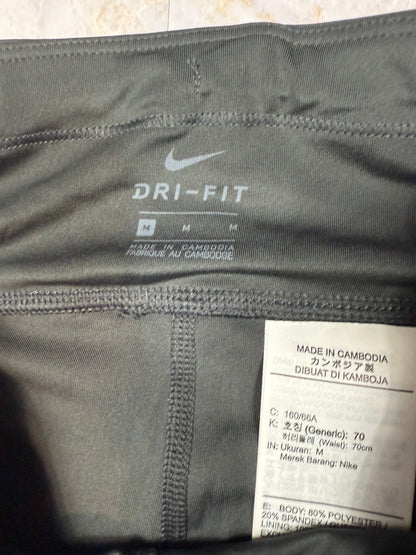 DRI-FIT
M M M
MADE IN CAMBODIA
FABRIQUÉ AU CAMBODGE
MADE IN CAMBODIA
カンボジア製
DIBUAT DI KAMBOJA
C: 160/66A
K: 호칭 (Generic): 70
허리둘레 (Waist): 70cm
IN: Ukuran: M
Merek Barang: Nike
E: BODY: 80% POLYESTER/
20% SPANDEX /
LINING: